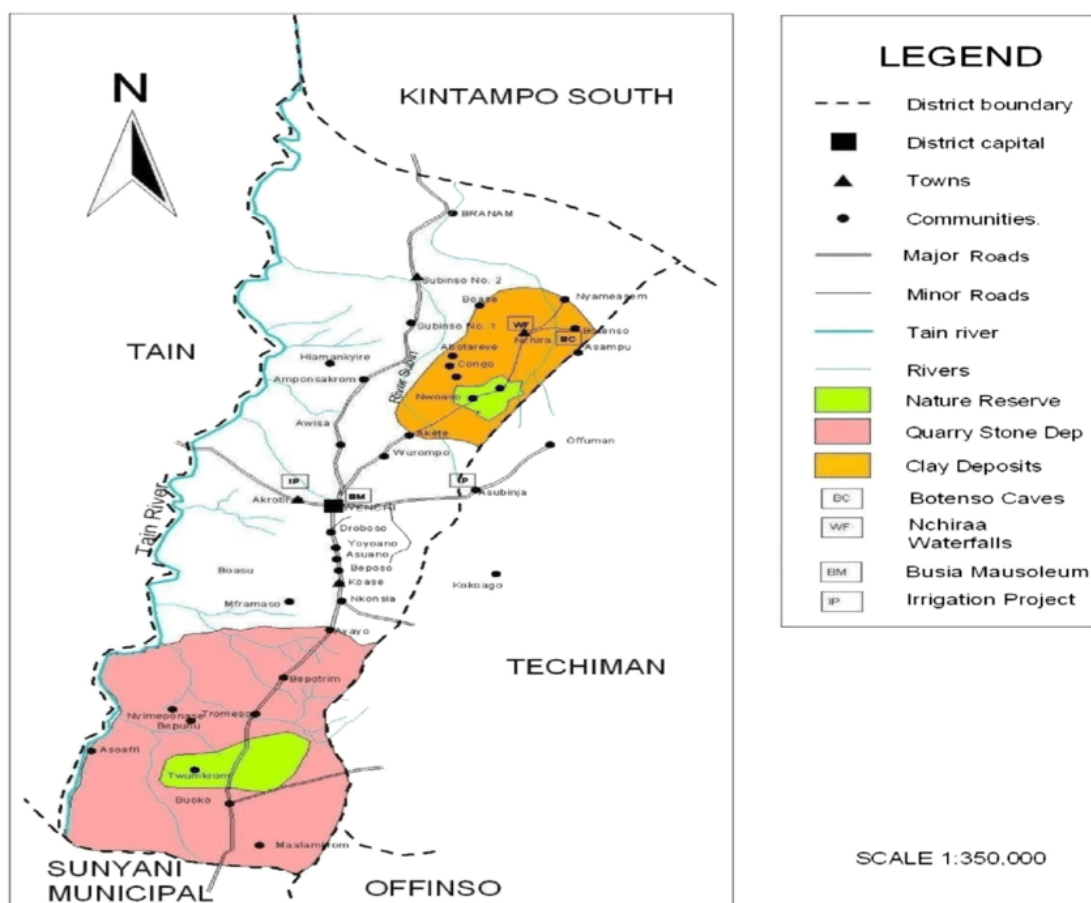 N
KINTAMPO SOUTH
BRANAM
Subinso No. 2
Boase
Nyameasem
Subinso No. 1
WF
Nchira
Botenso
BC
Asampu
TAIN
Hlamankyire
Abotareye
Congo
Amponsakrom
River Subin
Nwoase
Awisa
Akete
Offuman
Wurompo
IP
IP
Akrobi
BM
Asubinja
WENCHI
Tain River
Droboso
Yoyoano
Asuano
Boasu
Beposo
Koase
Kokoago
Mframaso
Nkonsia
Ayayo
TECHIMAN
Bepotrim
Nyimeponase
Tromeso
Asoafri
Twumkrom
Buoko
SUNYANI
MUNICIPAL
OFFINSO
LEGEND
District boundary
District capital
Towns
Communities.
Major Roads
Minor Roads
Tain river
Rivers
Nature Reserve
Quarry Stone Dep
Clay Deposits
BC
Botenso Caves
WF
Nchiraa
Waterfalls
BM
Busia Mausoleum
IP
Irrigation Project
SCALE 1:350,000